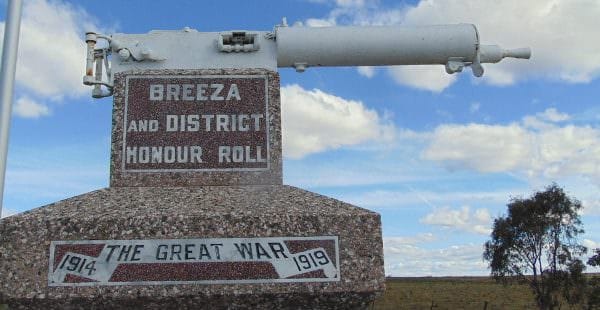 BREEZA
AND DISTRICT
HONOUR ROLL
1914 THE GREAT WAR 1919